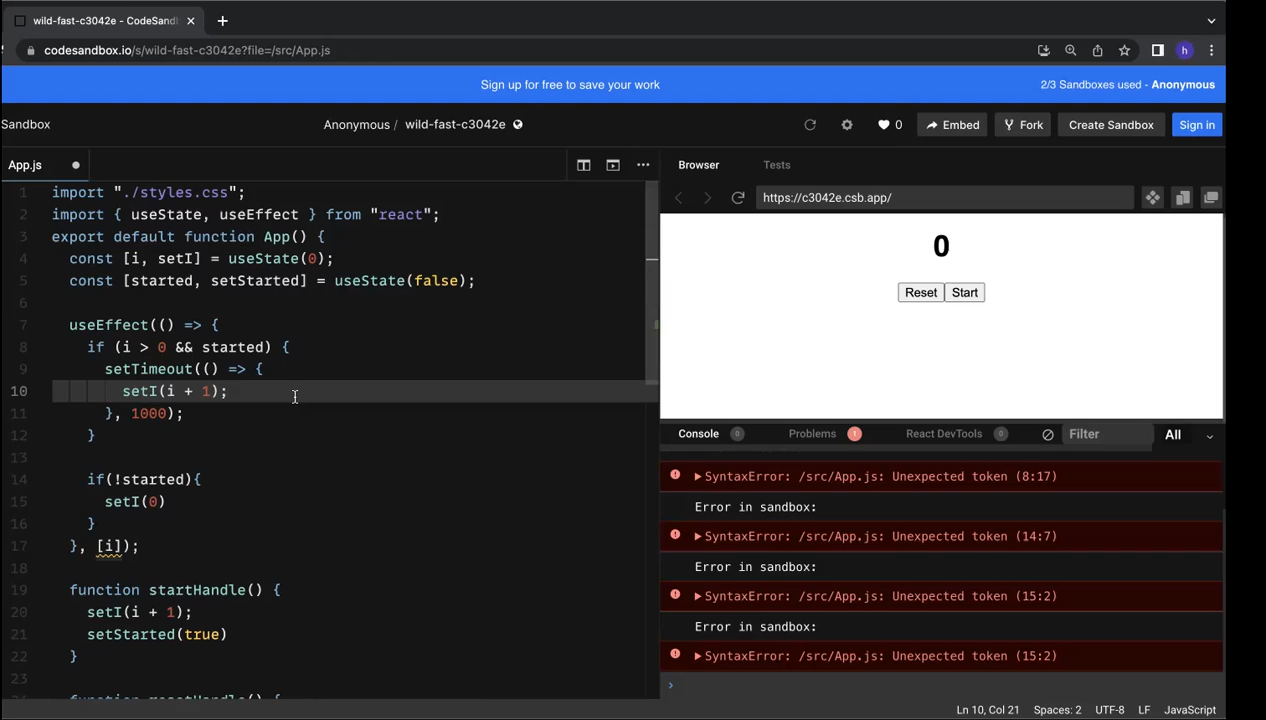 wild-fast-c3042e - CodeSand
codesandbox.io/s/wild-fast-c3042e?file=/src/App.js
h
Sign up for free to save your work
2/3 Sandboxes used - Anonymous
Sandbox
Anonymous / wild-fast-c3042e
0
Embed
Fork
Create Sandbox
Sign in
App.js
1 import "./styles.css";
2 import { useState, useEffect } from "react";
3 export default function App() {
4 const [i, setI] = useState(0);
5 const [started, setStarted] = useState(false);
6
7 useEffect(() => {
8 if (i > 0 && started) {
9 setTimeout(() => {
10 setI(i + 1);
11 }, 1000);
12 }
13
14 if(!started){
15 setI(0)
16 }
17 }, [i]);
18
19 function startHandle() {
20 setI(i + 1);
21 setStarted(true)
22 }
23
function resetHandle() {
Browser
Tests
https://c3042e.csb.app/
0
Reset
Start
Console 0
Problems 1
React DevTools 0
Filter
All
SyntaxError: /src/App.js: Unexpected token (8:17)
Error in sandbox:
SyntaxError: /src/App.js: Unexpected token (14:7)
Error in sandbox:
SyntaxError: /src/App.js: Unexpected token (15:2)
Error in sandbox:
SyntaxError: /src/App.js: Unexpected token (15:2)
›
Ln 10, Col 21
Spaces: 2
UTF-8
LF
JavaScript